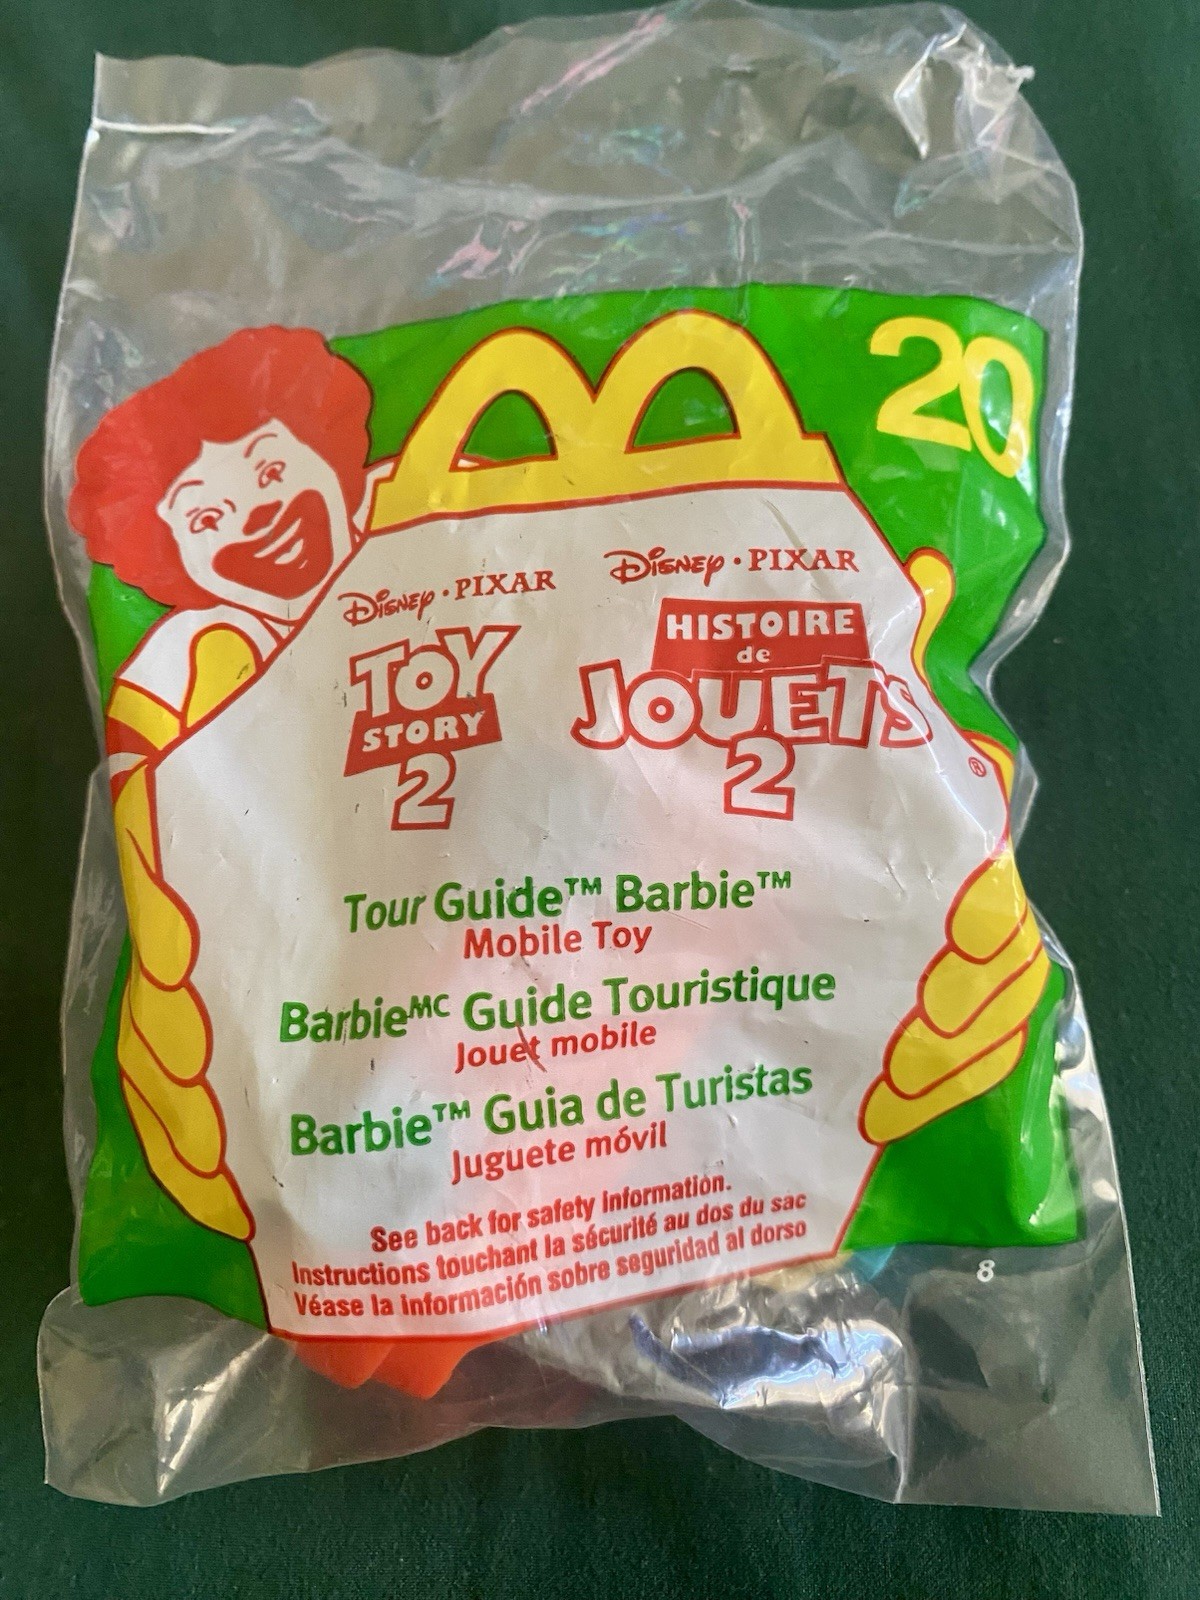 20
Disney · PIXAR
TOY
STORY
2
Disney · PIXAR
HISTOIRE
de
JOUETS
2
®
Tour Guide™ Barbie™
Mobile Toy
Barbie MC Guide Touristique
Jouet mobile
Barbie™ Guia de Turistas
Juguete móvil
See back for safety information.
Instructions touchant la sécurité au dos du sac
Véase la información sobre seguridad al dorso
8